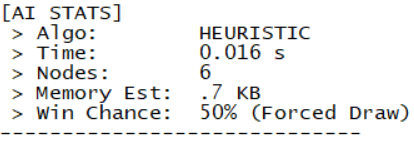 [AI STATS]
> Algo: HEURISTIC
> Time: 0.016 s
> Nodes: 6
> Memory Est: .7 KB
> Win Chance: 50% (Forced Draw)
------------------------------